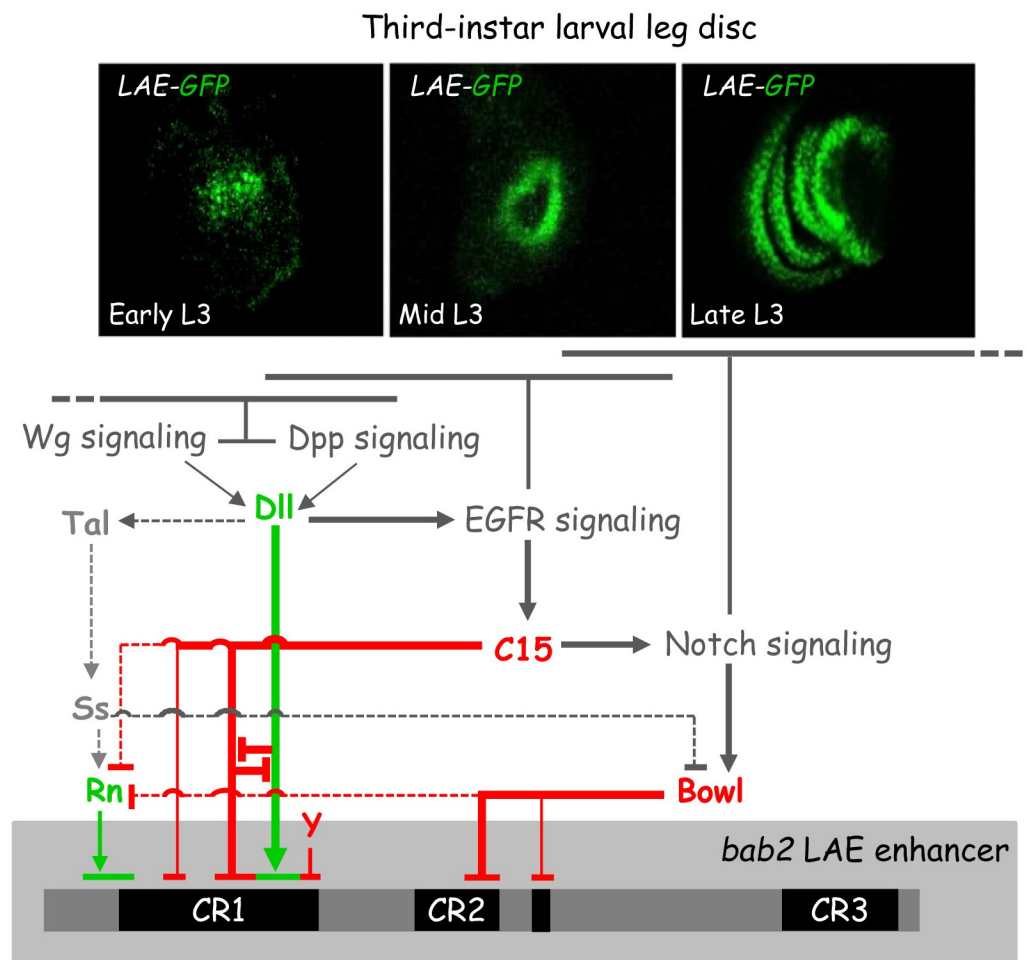 Third-instar larval leg disc
LAE-GFP
LAE-GFP
LAE-GFP
Early L3
Mid L3
Late L3
Wg signaling
Dpp signaling
Tal
Dll
EGFR signaling
C15
Notch signaling
Ss
Rn
Bowl
Y
bab2 LAE enhancer
CR1
CR2
CR3